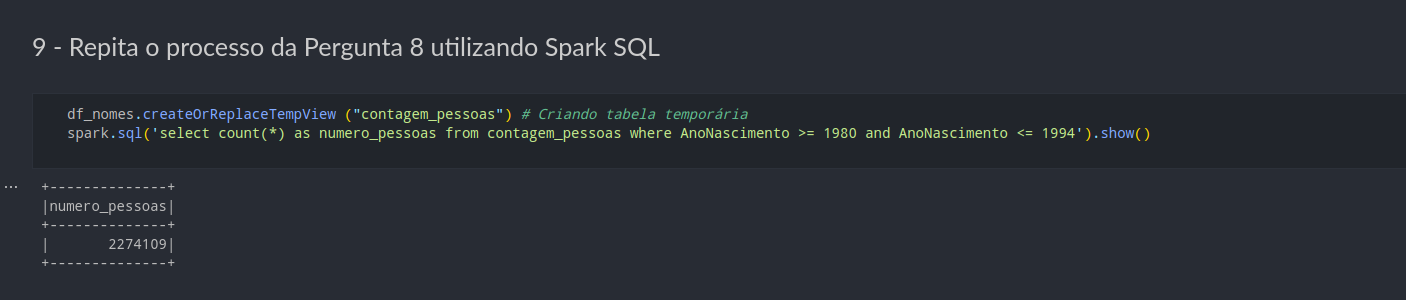 9 - Repita o processo da Pergunta 8 utilizando Spark SQL
df_nomes.createOrReplaceTempView ("contagem_pessoas") # Criando tabela temporária
spark.sql('select count(*) as numero_pessoas from contagem_pessoas where AnoNascimento >= 1980 and AnoNascimento <= 1994').show()
... +--------------+
|numero_pessoas|
+--------------+
|       2274109|
+--------------+